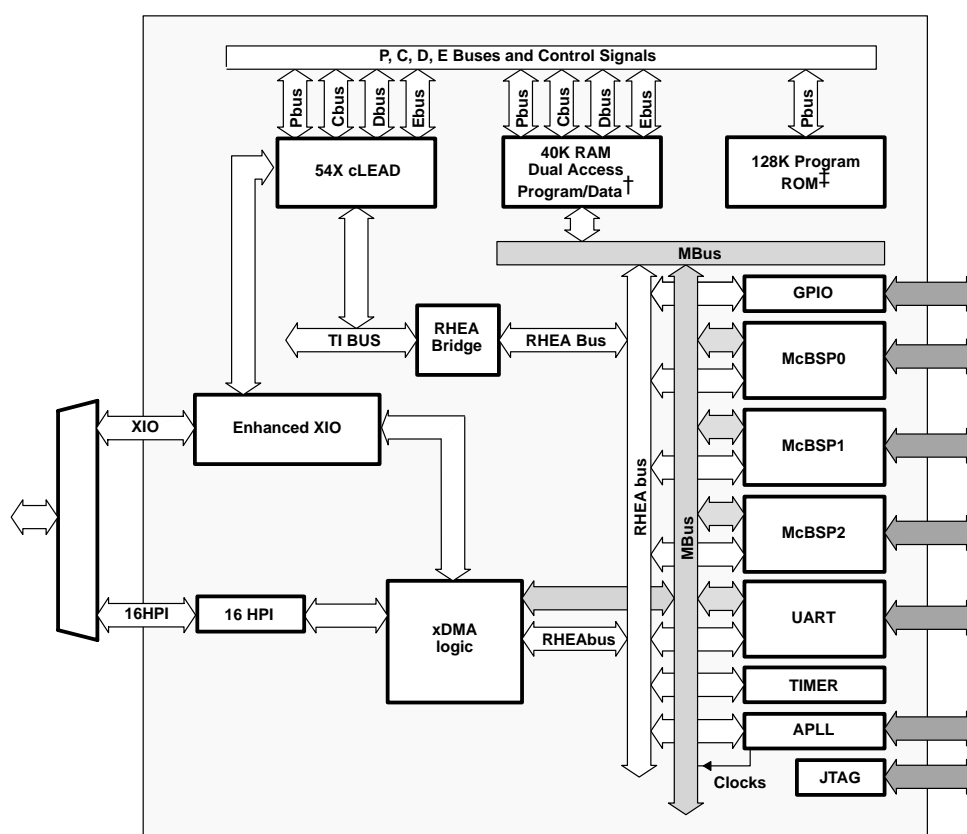 P, C, D, E Buses and Control Signals
Pbus
Cbus
Dbus
Ebus
Pbus
Cbus
Dbus
Ebus
Pbus
54X cLEAD
40K RAM
Dual Access
Program/Data†
128K Program
ROM‡
MBus
GPIO
TI BUS
RHEA
Bridge
RHEA Bus
McBSP0
XIO
Enhanced XIO
McBSP1
RHEA bus
MBus
McBSP2
16HPI
16 HPI
xDMA
logic
RHEAbus
UART
TIMER
APLL
Clocks
JTAG